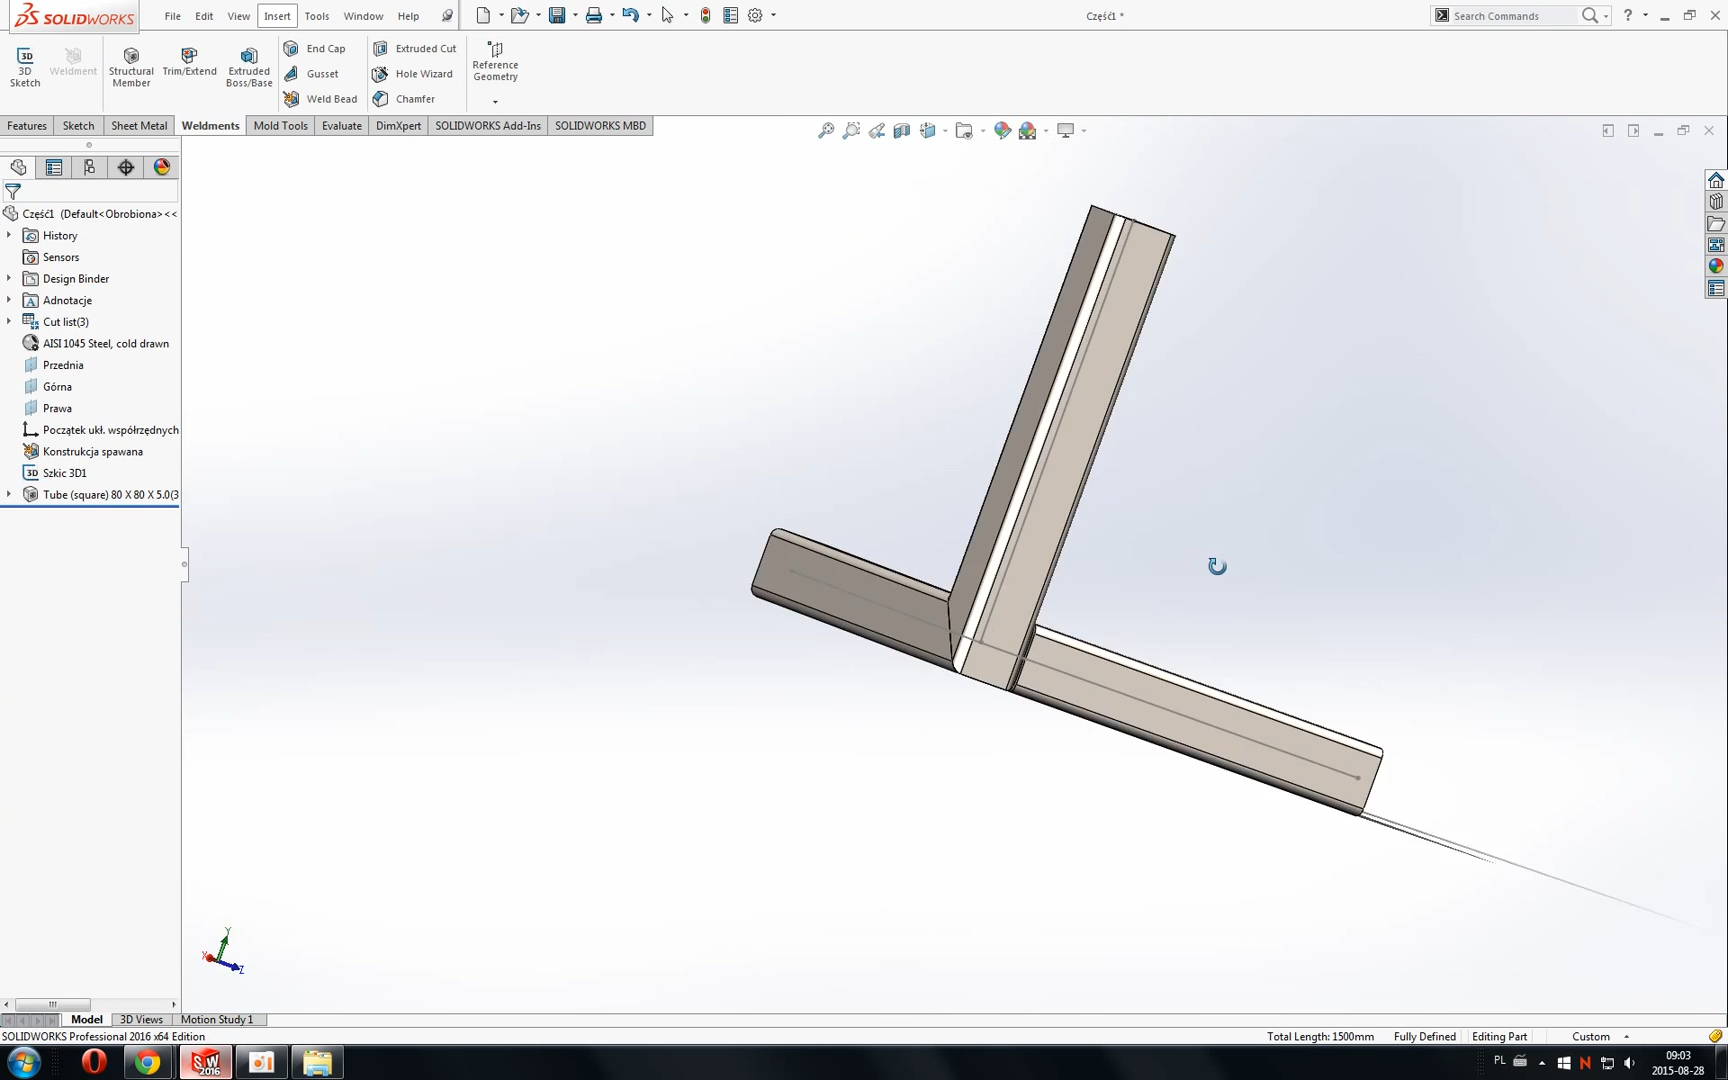 SOLIDWORKS File Edit View Insert Tools Window Help Część1 * Search Commands
3D Sketch
Weldment
Structural Member
Trim/Extend
Extruded Boss/Base
End Cap
Gusset
Weld Bead
Extruded Cut
Hole Wizard
Chamfer
Reference Geometry
Features Sketch Sheet Metal Weldments Mold Tools Evaluate DimXpert SOLIDWORKS Add-Ins SOLIDWORKS MBD
Część1 (Default<Obrobiona><<
History
Sensors
Design Binder
Adnotacje
Cut list(3)
AISI 1045 Steel, cold drawn
Przednia
Górna
Prawa
Początek ukł. współrzędnych
Konstrukcja spawana
3D Szkic 3D1
Tube (square) 80 X 80 X 5.0(3
Y
X
Z
Model 3D Views Motion Study 1
SOLIDWORKS Professional 2016 x64 Edition Total Length: 1500mm Fully Defined Editing Part Custom
SW 2016
PL
09:03
2015-08-28